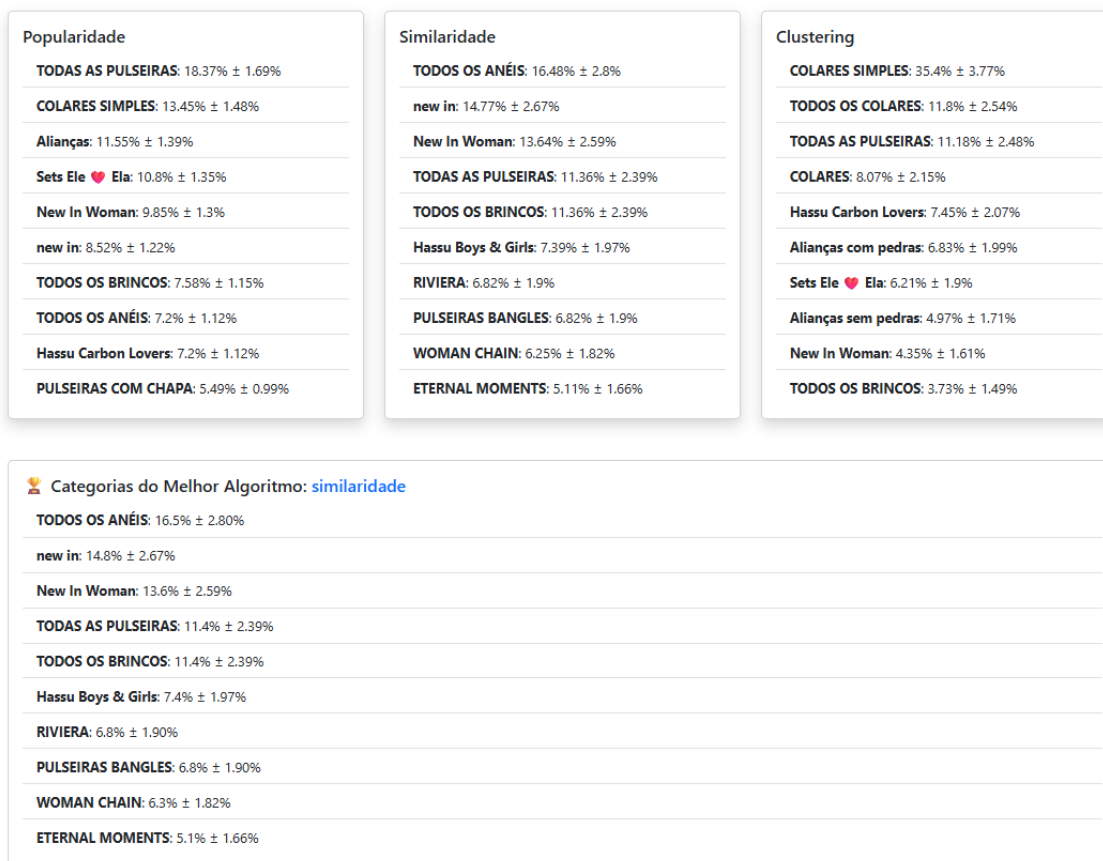 Popularidade
TODAS AS PULSEIRAS: 18.37% ± 1.69%
COLARES SIMPLES: 13.45% ± 1.48%
Alianças: 11.55% ± 1.39%
Sets Ele ❤️ Ela: 10.8% ± 1.35%
New In Woman: 9.85% ± 1.3%
new in: 8.52% ± 1.22%
TODOS OS BRINCOS: 7.58% ± 1.15%
TODOS OS ANÉIS: 7.2% ± 1.12%
Hassu Carbon Lovers: 7.2% ± 1.12%
PULSEIRAS COM CHAPA: 5.49% ± 0.99%
Similaridade
TODOS OS ANÉIS: 16.48% ± 2.8%
new in: 14.77% ± 2.67%
New In Woman: 13.64% ± 2.59%
TODAS AS PULSEIRAS: 11.36% ± 2.39%
TODOS OS BRINCOS: 11.36% ± 2.39%
Hassu Boys & Girls: 7.39% ± 1.97%
RIVIERA: 6.82% ± 1.9%
PULSEIRAS BANGLES: 6.82% ± 1.9%
WOMAN CHAIN: 6.25% ± 1.82%
ETERNAL MOMENTS: 5.11% ± 1.66%
Clustering
COLARES SIMPLES: 35.4% ± 3.77%
TODOS OS COLARES: 11.8% ± 2.54%
TODAS AS PULSEIRAS: 11.18% ± 2.48%
COLARES: 8.07% ± 2.15%
Hassu Carbon Lovers: 7.45% ± 2.07%
Alianças com pedras: 6.83% ± 1.99%
Sets Ele ❤️ Ela: 6.21% ± 1.9%
Alianças sem pedras: 4.97% ± 1.71%
New In Woman: 4.35% ± 1.61%
TODOS OS BRINCOS: 3.73% ± 1.49%
🏆 Categorias do Melhor Algoritmo: similaridade
TODOS OS ANÉIS: 16.5% ± 2.80%
new in: 14.8% ± 2.67%
New In Woman: 13.6% ± 2.59%
TODAS AS PULSEIRAS: 11.4% ± 2.39%
TODOS OS BRINCOS: 11.4% ± 2.39%
Hassu Boys & Girls: 7.4% ± 1.97%
RIVIERA: 6.8% ± 1.90%
PULSEIRAS BANGLES: 6.8% ± 1.90%
WOMAN CHAIN: 6.3% ± 1.82%
ETERNAL MOMENTS: 5.1% ± 1.66%